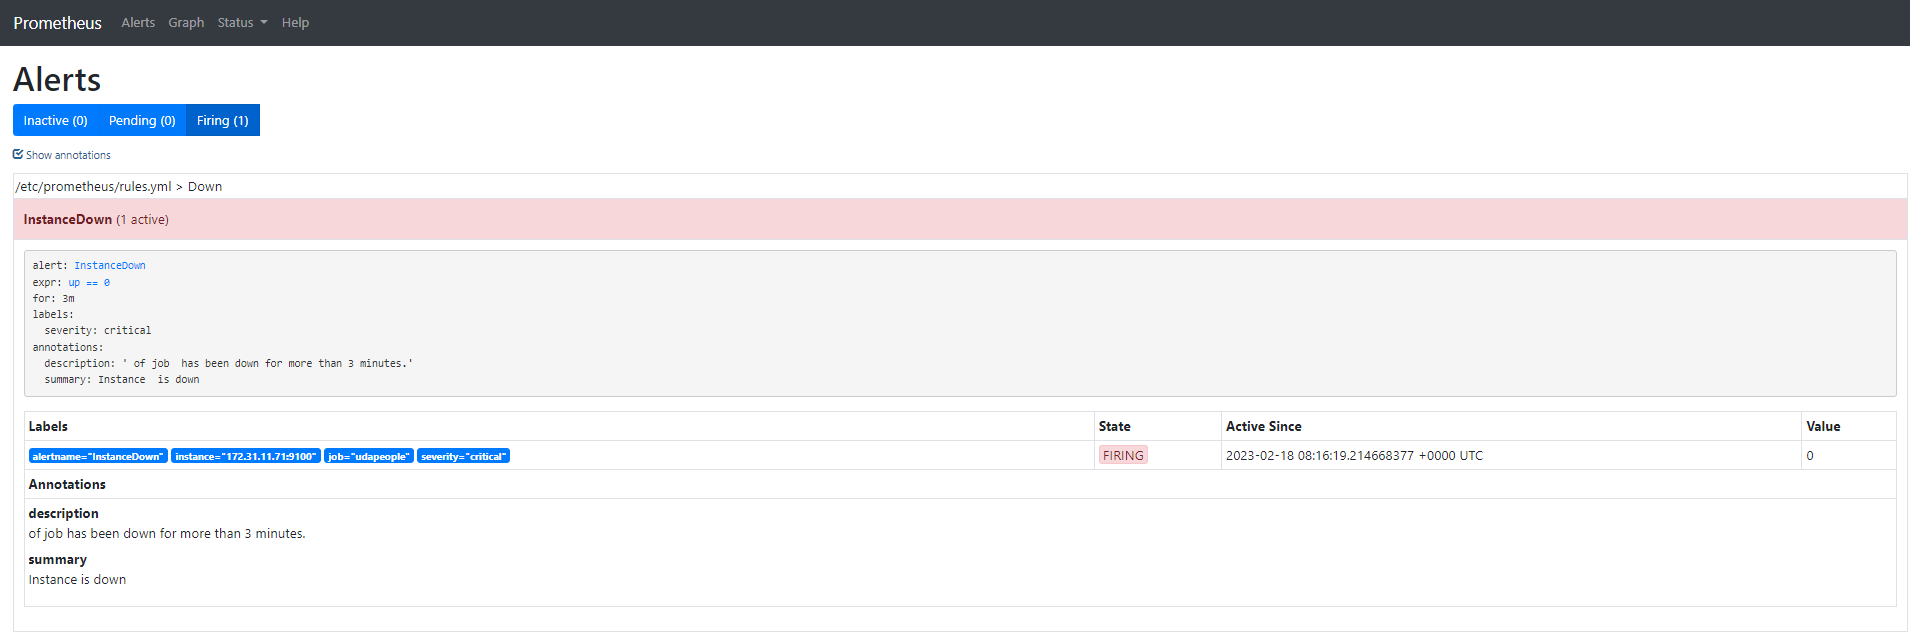 Prometheus Alerts Graph Status Help
Alerts
Inactive (0) Pending (0) Firing (1)
Show annotations
/etc/prometheus/rules.yml > Down
InstanceDown (1 active)
alert: InstanceDown
expr: up == 0
for: 3m
labels:
  severity: critical
annotations:
  description: ' of job  has been down for more than 3 minutes.'
  summary: Instance  is down
Labels State Active Since Value
alertname="InstanceDown" instance="172.31.11.71:9100" job="udapeople" severity="critical" FIRING 2023-02-18 08:16:19.214668377 +0000 UTC 0
Annotations
description
of job has been down for more than 3 minutes.
summary
Instance is down